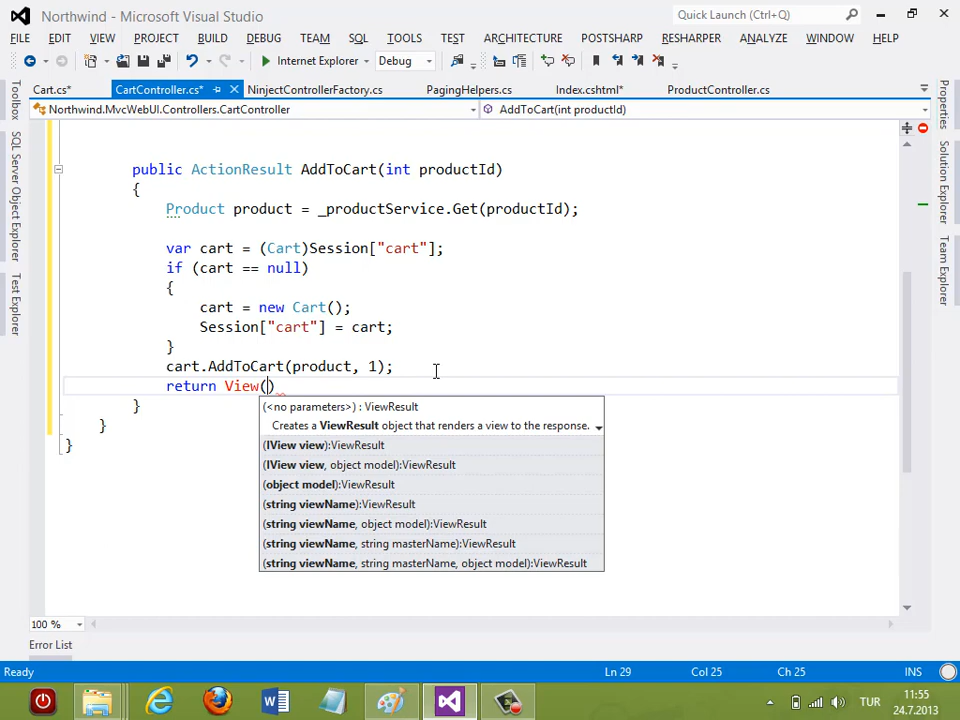 Northwind - Microsoft Visual Studio
Quick Launch (Ctrl+Q)
FILE EDIT VIEW PROJECT BUILD DEBUG TEAM SQL TOOLS TEST ARCHITECTURE POSTSHARP RESHARPER ANALYZE WINDOW HELP
Internet Explorer Debug
Cart.cs* CartController.cs* NinjectControllerFactory.cs PagingHelpers.cs Index.cshtml* ProductController.cs
Northwind.MvcWebUI.Controllers.CartController AddToCart(int productId)
Toolbox
SQL Server Object Explorer
Test Explorer
Properties
Solution Explorer
Team Explorer
public ActionResult AddToCart(int productId)
{
Product product = _productService.Get(productId);
var cart = (Cart)Session["cart"];
if (cart == null)
{
cart = new Cart();
Session["cart"] = cart;
}
cart.AddToCart(product, 1);
return View()
}
}
}
(<no parameters>) : ViewResult
Creates a ViewResult object that renders a view to the response.
(IView view):ViewResult
(IView view, object model):ViewResult
(object model):ViewResult
(string viewName):ViewResult
(string viewName, object model):ViewResult
(string viewName, string masterName):ViewResult
(string viewName, string masterName, object model):ViewResult
100 %
Error List
Ready Ln 29 Col 25 Ch 25 INS
TUR
11:55
24.7.2013